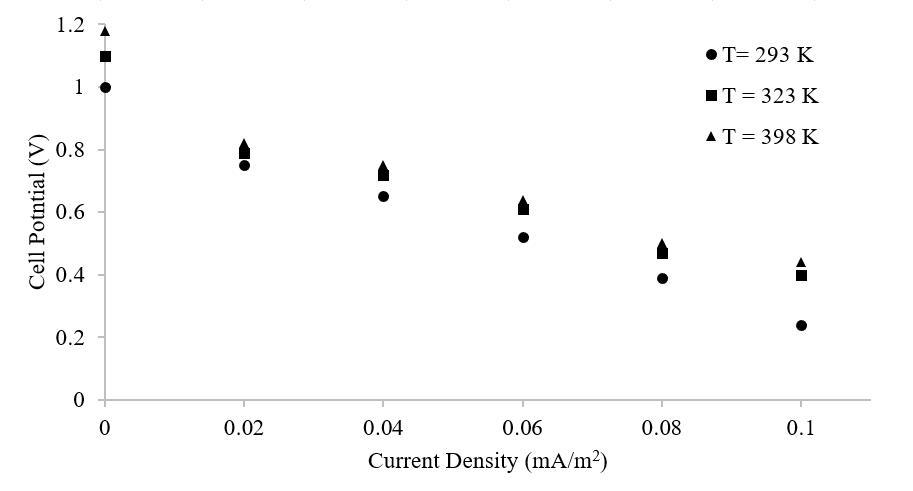 1.2
1
0.8
0.6
0.4
0.2
0
Cell Potntial (V)
0 0.02 0.04 0.06 0.08 0.1
Current Density (mA/m²)
T= 293 K
T = 323 K
T = 398 K